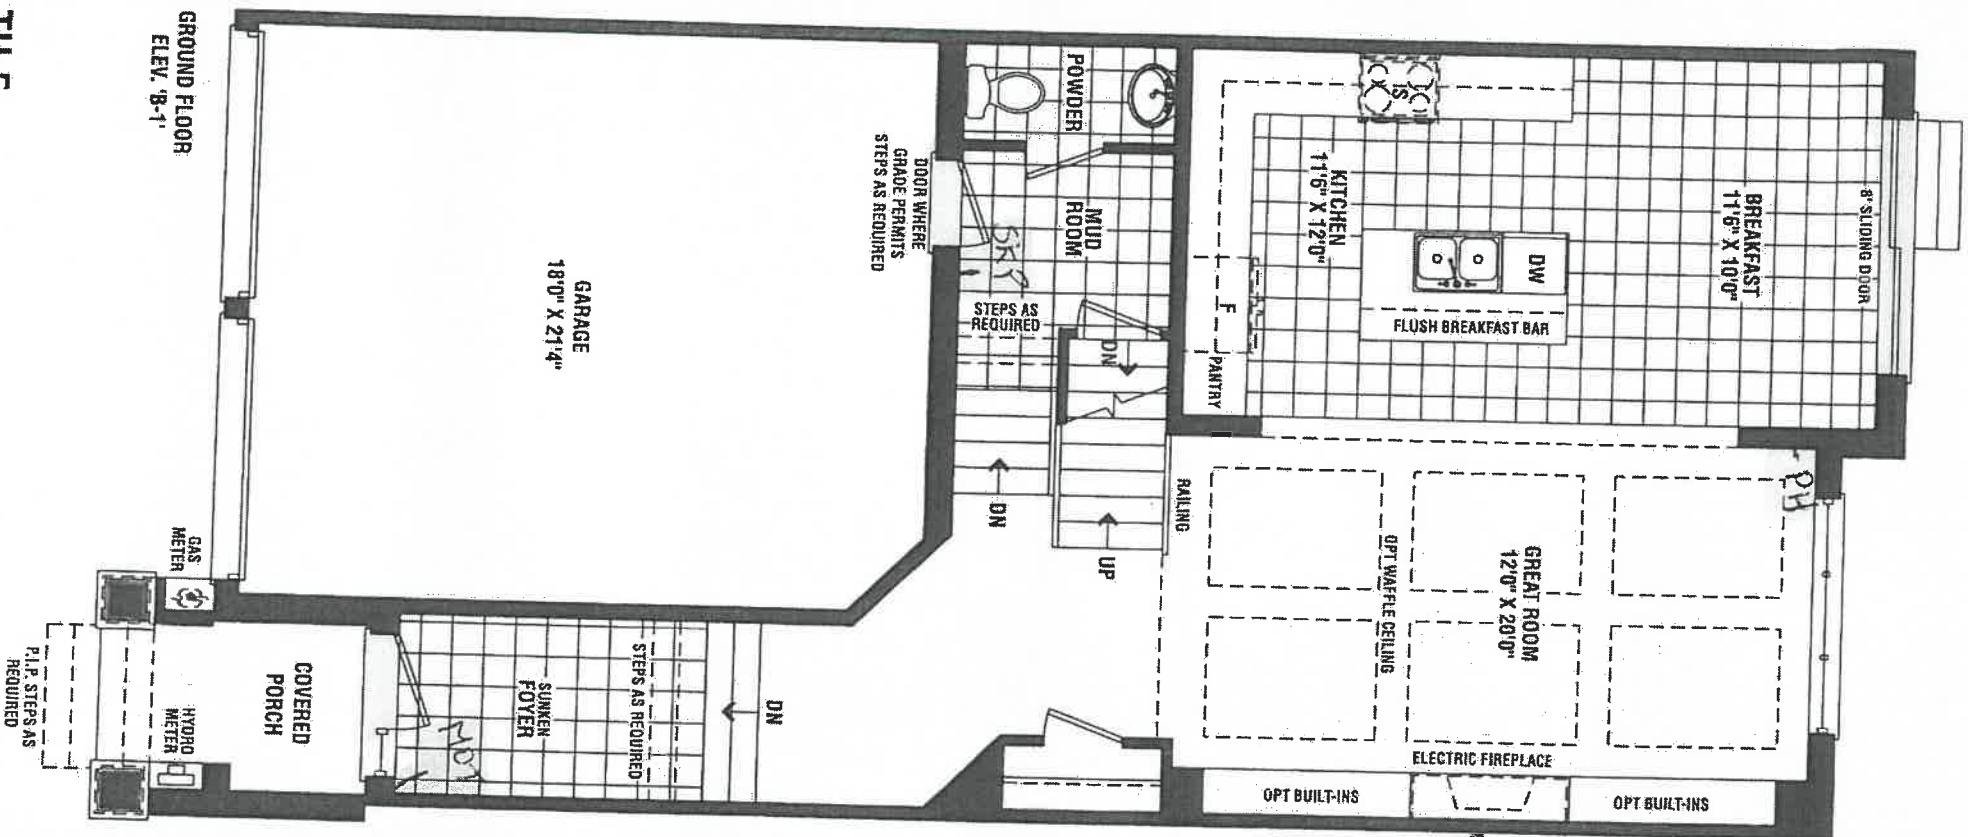 GROUND FLOOR
ELEV. 'B-1'
GARAGE
18'0" X 21'4"
GAS
METER
P.I.P. STEPS AS
REQUIRED
HYDRO
METER
COVERED
PORCH
SUNKEN
FOYER
STEPS AS REQUIRED
DN
POWDER
DOOR WHERE
GRADE PERMITS
STEPS AS REQUIRED
MUD
ROOM
STEPS AS
REQUIRED
DN
DN
UP
RAILING
S
KITCHEN
11'6" X 12'0"
F
PANTRY
DW
FLUSH BREAKFAST BAR
BREAKFAST
11'6" X 10'0"
8' SLIDING DOOR
PH
GREAT ROOM
12'0" X 20'0"
OPT WAFFLE CEILING
ELECTRIC FIREPLACE
OPT BUILT-INS
OPT BUILT-INS